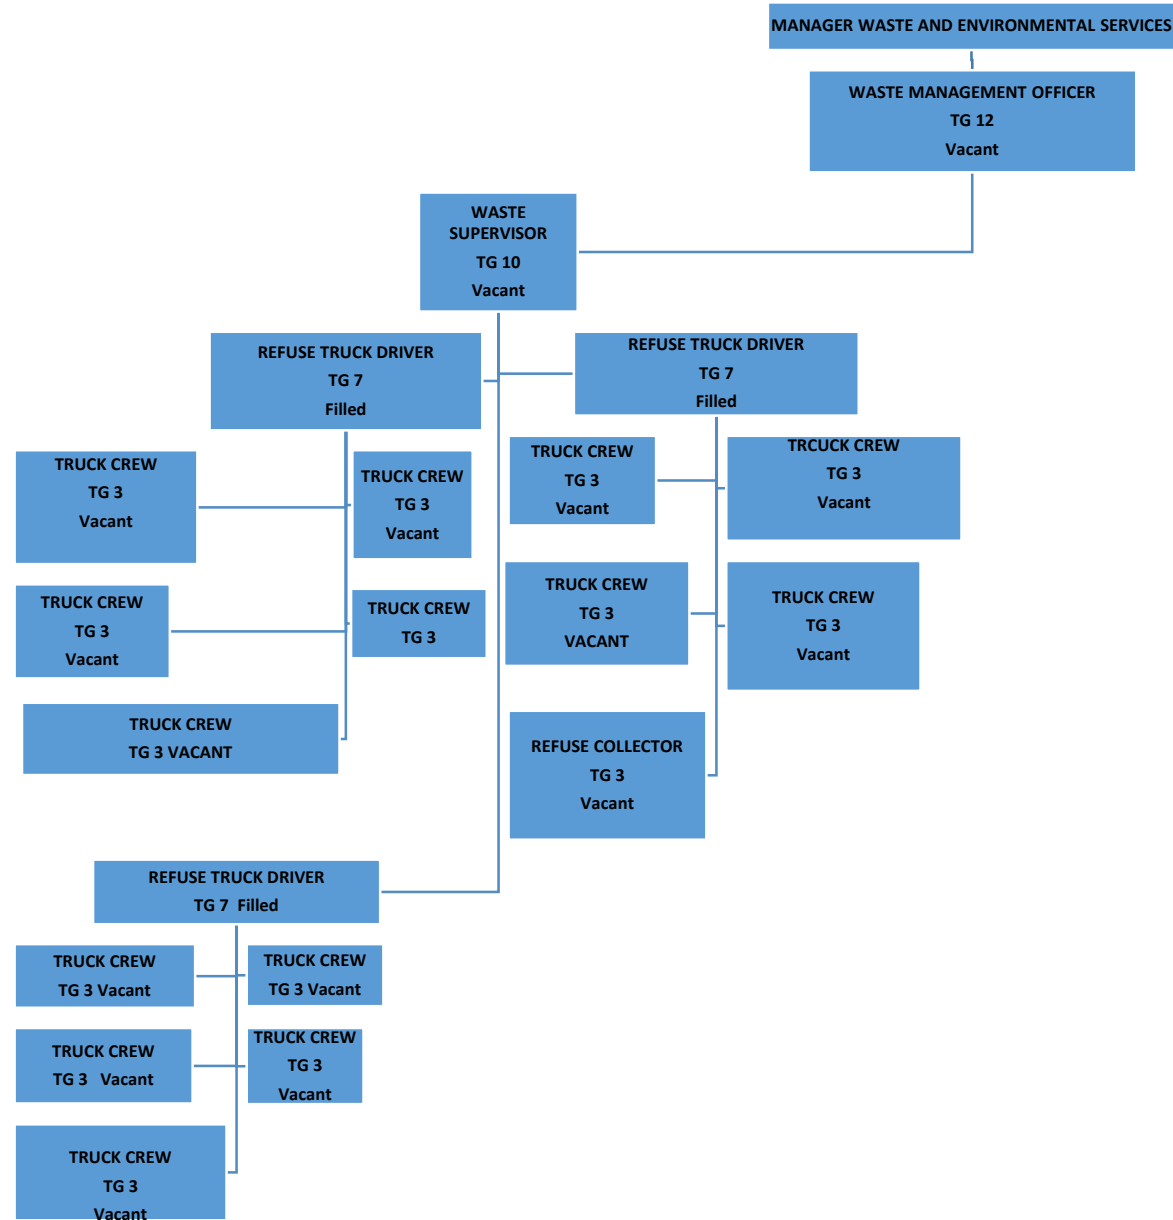 MANAGER WASTE AND ENVIRONMENTAL SERVICES
WASTE MANAGEMENT OFFICER
TG 12
Vacant
WASTE
SUPERVISOR
TG 10
Vacant
REFUSE TRUCK DRIVER
TG 7
Filled
REFUSE TRUCK DRIVER
TG 7
Filled
TRUCK CREW
TG 3
Vacant
TRUCK CREW
TG 3
Vacant
TRUCK CREW
TG 3
Vacant
TRCUCK CREW
TG 3
Vacant
TRUCK CREW
TG 3
Vacant
TRUCK CREW
TG 3
TRUCK CREW
TG 3
VACANT
TRUCK CREW
TG 3
Vacant
TRUCK CREW
TG 3 VACANT
REFUSE COLLECTOR
TG 3
Vacant
REFUSE TRUCK DRIVER
TG 7 Filled
TRUCK CREW
TG 3 Vacant
TRUCK CREW
TG 3 Vacant
TRUCK CREW
TG 3 Vacant
TRUCK CREW
TG 3
Vacant
TRUCK CREW
TG 3
Vacant